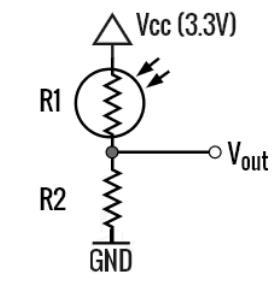 Vcc (3.3V)
R1
Vout
R2
GND